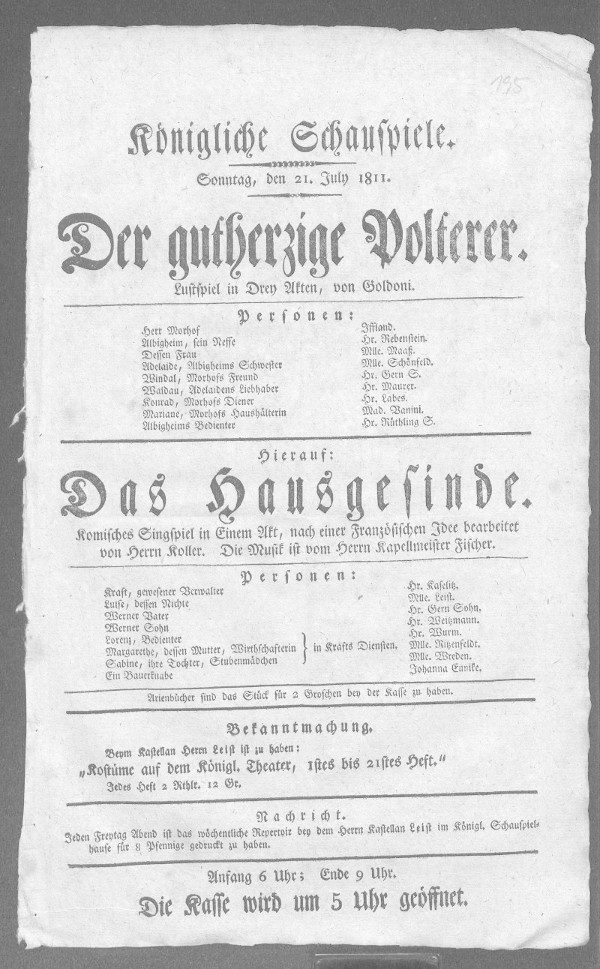 195
Königliche Schauspiele.
Sonntag, den 21. July 1811.
Der gutherzige Polterer.
Lustspiel in Drey Akten, von Goldoni.
Personen:
Herr Morhof Iffland.
Albigheim, sein Neffe Hr. Rebenstein.
Dessen Frau Mlle. Maaß.
Adelaide, Albigheims Schwester Mlle. Schönfeld.
Windal, Morhofs Freund Hr. Gern S.
Waldau, Adelaidens Liebhaber Hr. Maurer.
Konrad, Morhofs Diener Hr. Labes.
Mariane, Morhofs Haushälterin Mad. Vanini.
Albigheims Bedienter Hr. Rüthling S.
Hierauf:
Das Hausgesinde.
Komisches Singspiel in Einem Akt, nach einer Französischen Idee bearbeitet
von Herrn Koller. Die Musik ist vom Herrn Kapellmeister Fischer.
Personen:
Kraft, gewesener Verwalter Hr. Kaselitz.
Luise, dessen Nichte Mlle. Leist.
Werner Vater Hr. Gern Sohn.
Werner Sohn Hr. Weitzmann.
Lorenz, Bedienter Hr. Wurm.
Margarethe, dessen Mutter, Wirthschafterin } in Krafts Diensten. Mlle. Ritzenfeldt.
Sabine, ihre Tochter, Stubenmädchen Mlle. Wreden.
Ein Bauerknabe Johanna Eunike.
Arienbücher sind das Stück für 2 Groschen bey der Kasse zu haben.
Bekanntmachung.
Beym Kastellan Herrn Leist ist zu haben:
„Kostüme auf dem Königl. Theater, 1stes bis 21stes Heft.“
Jedes Heft 2 Rthlr. 12 Gr.
Nachricht.
Jeden Freytag Abend ist das wöchentliche Repertoir bey dem Herrn Kastellan Leist im Königl. Schauspiel-
hause für 8 Pfennige gedruckt zu haben.
Anfang 6 Uhr; Ende 9 Uhr.
Die Kasse wird um 5 Uhr geöffnet.